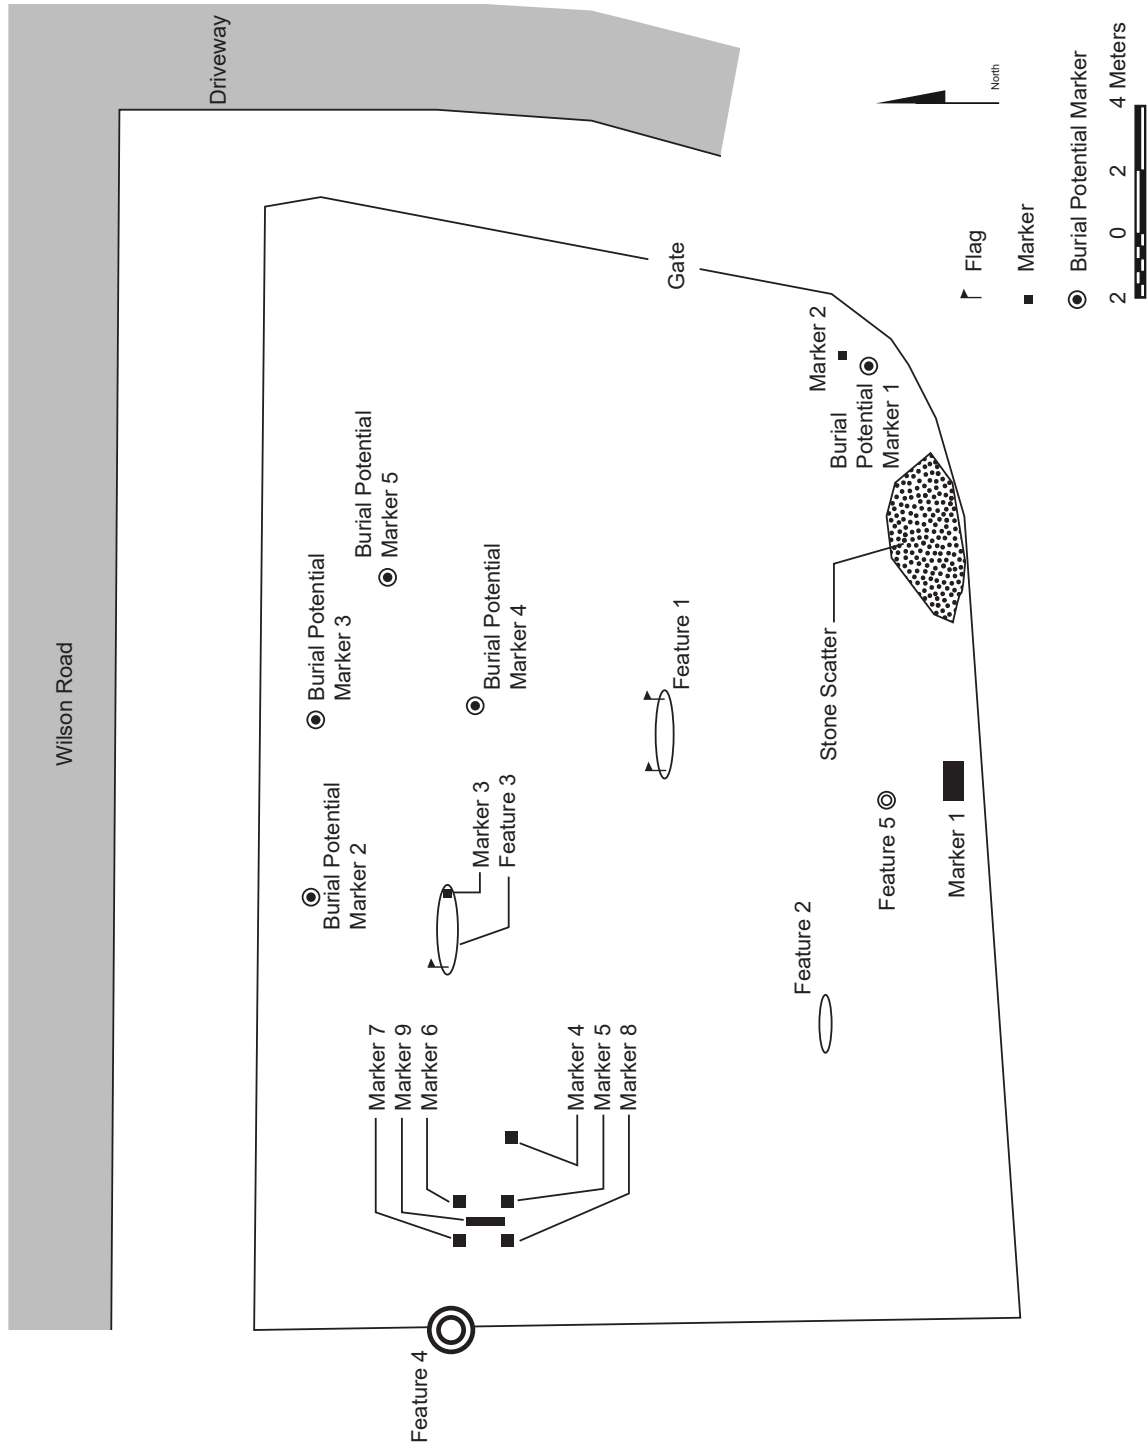 Wilson Road
Driveway
Burial Potential
Marker 2
Burial Potential
Marker 3
Burial Potential
Marker 5
Marker 7
Marker 9
Marker 6
Feature 4
Marker 3
Feature 3
Burial Potential
Marker 4
Marker 4
Marker 5
Marker 8
Feature 1
Gate
Feature 2
Stone Scatter
Marker 2
Burial
Potential
Marker 1
Feature 5
Marker 1
North
Flag
Marker
Burial Potential Marker
2 0 2 4 Meters